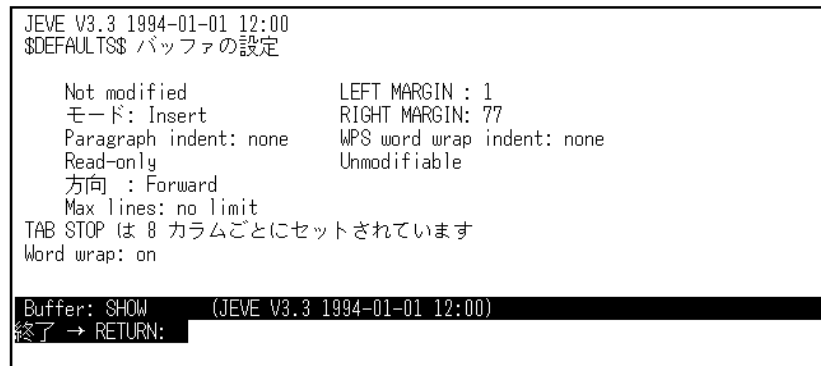 JEVE V3.3 1994-01-01 12:00
$DEFAULTS$ バッファの設定
Not modified LEFT MARGIN : 1
モード: Insert RIGHT MARGIN: 77
Paragraph indent: none WPS word wrap indent: none
Read-only Unmodifiable
方向 : Forward
Max lines: no limit
TAB STOP は 8 カラムごとにセットされています
Word wrap: on
Buffer: SHOW (JEVE V3.3 1994-01-01 12:00)
終了 → RETURN: